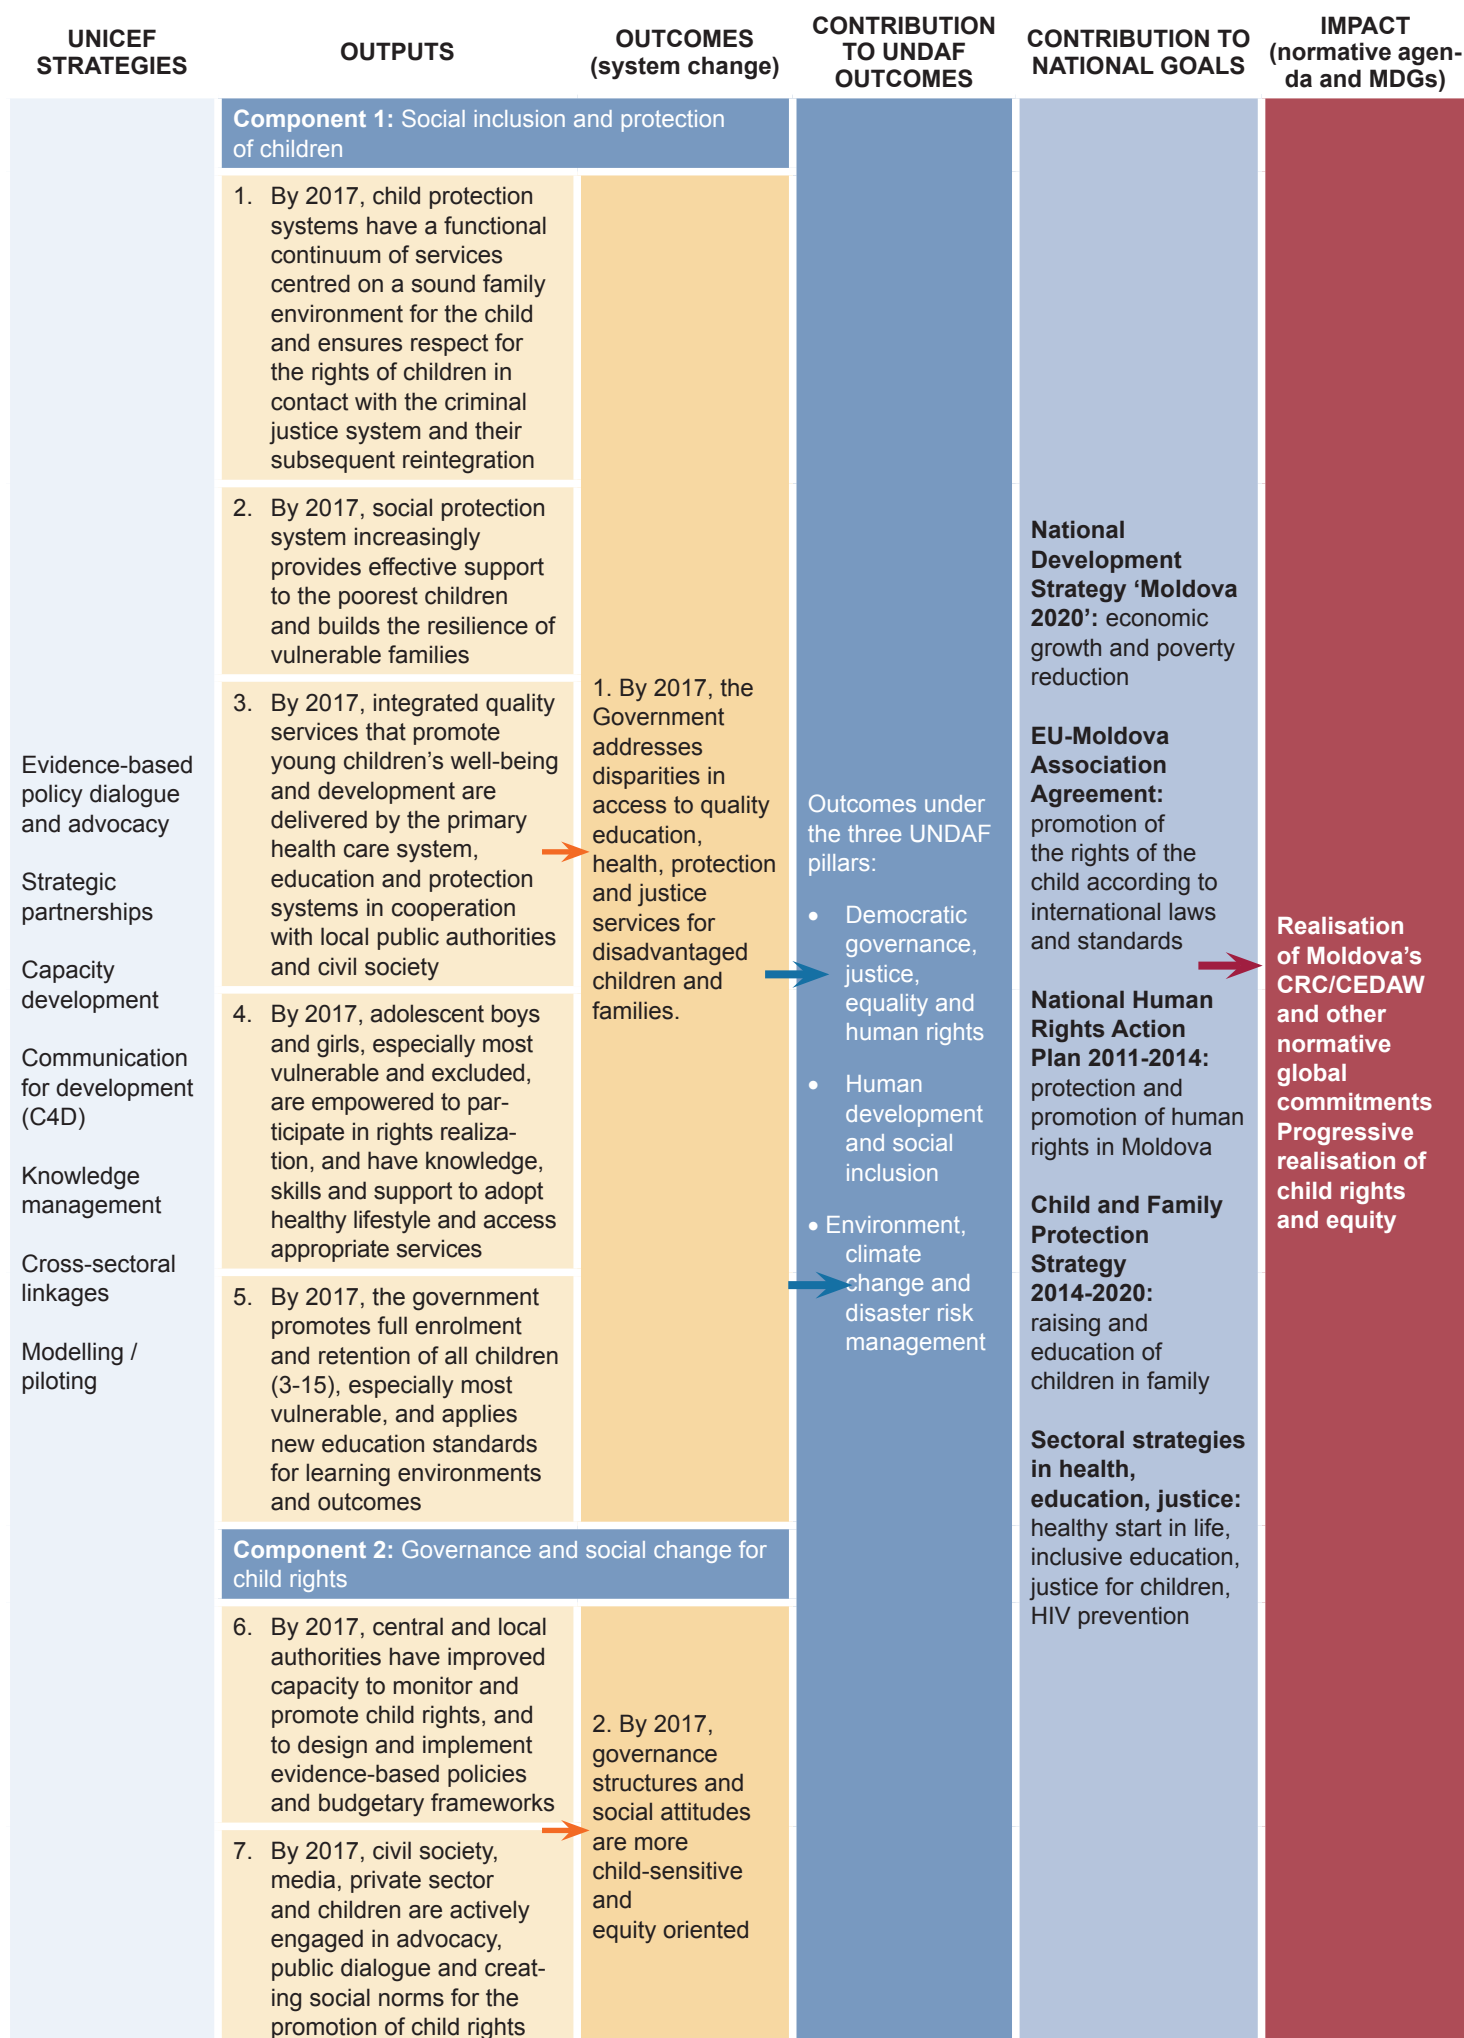 UNICEF
STRATEGIES
OUTPUTS
OUTCOMES
(system change)
CONTRIBUTION
TO UNDAF
OUTCOMES
CONTRIBUTION TO
NATIONAL GOALS
IMPACT
(normative agen-
da and MDGs)
Evidence-based
policy dialogue
and advocacy
Strategic
partnerships
Capacity
development
Communication
for development
(C4D)
Knowledge
management
Cross-sectoral
linkages
Modelling /
piloting
Component 1: Social inclusion and protection
of children
1. By 2017, child protection
systems have a functional
continuum of services
centred on a sound family
environment for the child
and ensures respect for
the rights of children in
contact with the criminal
justice system and their
subsequent reintegration
2. By 2017, social protection
system increasingly
provides effective support
to the poorest children
and builds the resilience of
vulnerable families
3. By 2017, integrated quality
services that promote
young children’s well-being
and development are
delivered by the primary
health care system,
education and protection
systems in cooperation
with local public authorities
and civil society
4. By 2017, adolescent boys
and girls, especially most
vulnerable and excluded,
are empowered to par-
ticipate in rights realiza-
tion, and have knowledge,
skills and support to adopt
healthy lifestyle and access
appropriate services
5. By 2017, the government
promotes full enrolment
and retention of all children
(3-15), especially most
vulnerable, and applies
new education standards
for learning environments
and outcomes
1. By 2017, the
Government
addresses
disparities in
access to quality
education,
health, protection
and justice
services for
disadvantaged
children and
families.
Component 2: Governance and social change for
child rights
6. By 2017, central and local
authorities have improved
capacity to monitor and
promote child rights, and
to design and implement
evidence-based policies
and budgetary frameworks
7. By 2017, civil society,
media, private sector
and children are actively
engaged in advocacy,
public dialogue and creat-
ing social norms for the
promotion of child rights
2. By 2017,
governance
structures and
social attitudes
are more
child-sensitive
and
equity oriented
Outcomes under
the three UNDAF
pillars:
• Democratic
governance,
justice,
equality and
human rights
• Human
development
and social
inclusion
• Environment,
climate
change and
disaster risk
management
National
Development
Strategy ‘Moldova
2020’: economic
growth and poverty
reduction
EU-Moldova
Association
Agreement:
promotion of
the rights of the
child according to
international laws
and standards
National Human
Rights Action
Plan 2011-2014:
protection and
promotion of human
rights in Moldova
Child and Family
Protection
Strategy
2014-2020:
raising and
education of
children in family
Sectoral strategies
in health,
education, justice:
healthy start in life,
inclusive education,
justice for children,
HIV prevention
Realisation
of Moldova’s
CRC/CEDAW
and other
normative
global
commitments
Progressive
realisation of
child rights
and equity